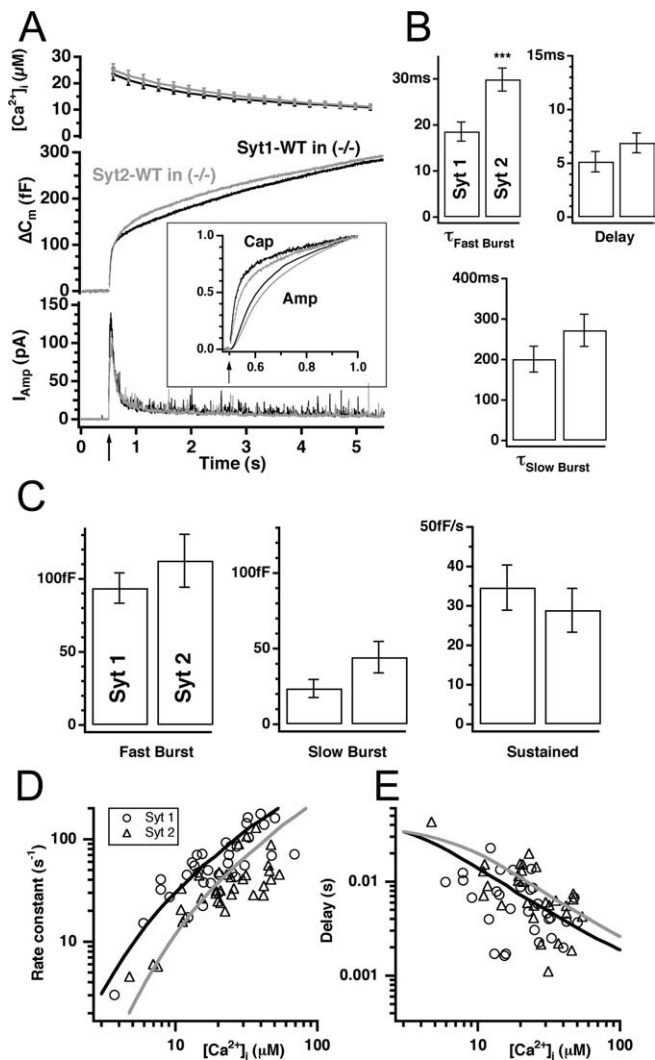 A
[Ca²⁺]ᵢ (µM)
30
20
10
0
Syt1-WT in (-/-)
Syt2-WT in (-/-)
ΔCₘ (fF)
300
200
100
0
Cap
Amp
1.0
0.5
0.0
0.6
0.8
1.0
I_Amp (pA)
150
100
50
0
0
1
2
3
4
5
Time (s)
B
30ms
20
10
0
Syt 1
Syt 2
***
τ_Fast Burst
15ms
10
5
0
Delay
400ms
300
200
100
0
τ_Slow Burst
C
100fF
50
0
Syt 1
Syt 2
Fast Burst
100fF
50
0
Slow Burst
50fF/s
40
30
20
10
0
Sustained
D
Syt 1
Syt 2
Rate constant (s⁻¹)
100
10
10
100
[Ca²⁺]ᵢ (µM)
E
Delay (s)
0.01
0.001
10
100
[Ca²⁺]ᵢ (µM)